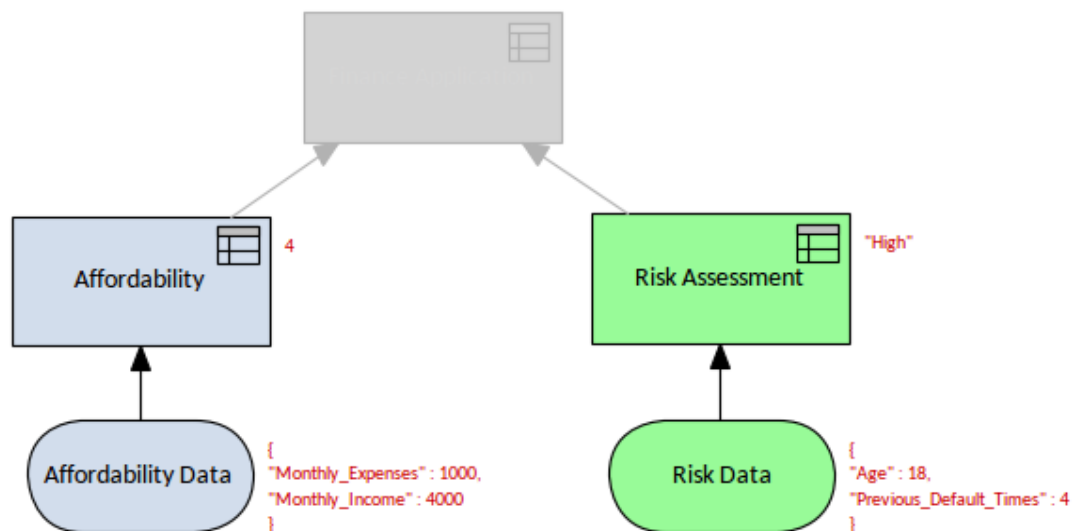 Affordability
4
Risk Assessment
"High"
Affordability Data
{
"Monthly_Expenses" : 1000,
"Monthly_Income" : 4000
}
Risk Data
{
"Age" : 18,
"Previous_Default_Times" : 4
}